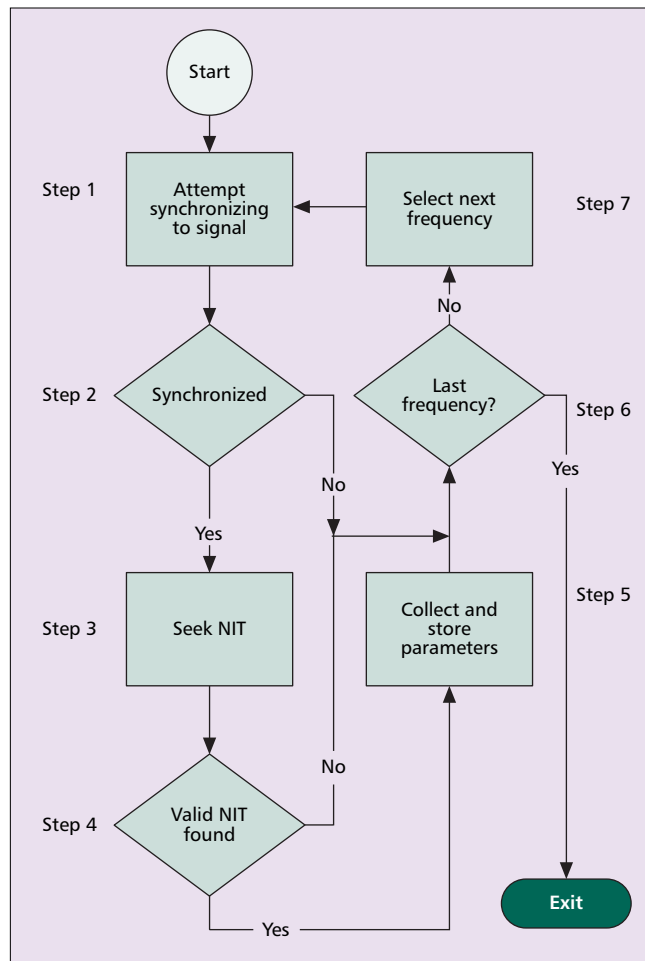 Start
Step 1
Attempt
synchronizing
to signal
Select next
frequency
Step 7
No
Step 2
Synchronized
Last
frequency?
Step 6
No
Yes
Yes
Step 3
Seek NIT
Collect and
store
parameters
Step 5
No
Step 4
Valid NIT
found
Yes
Exit